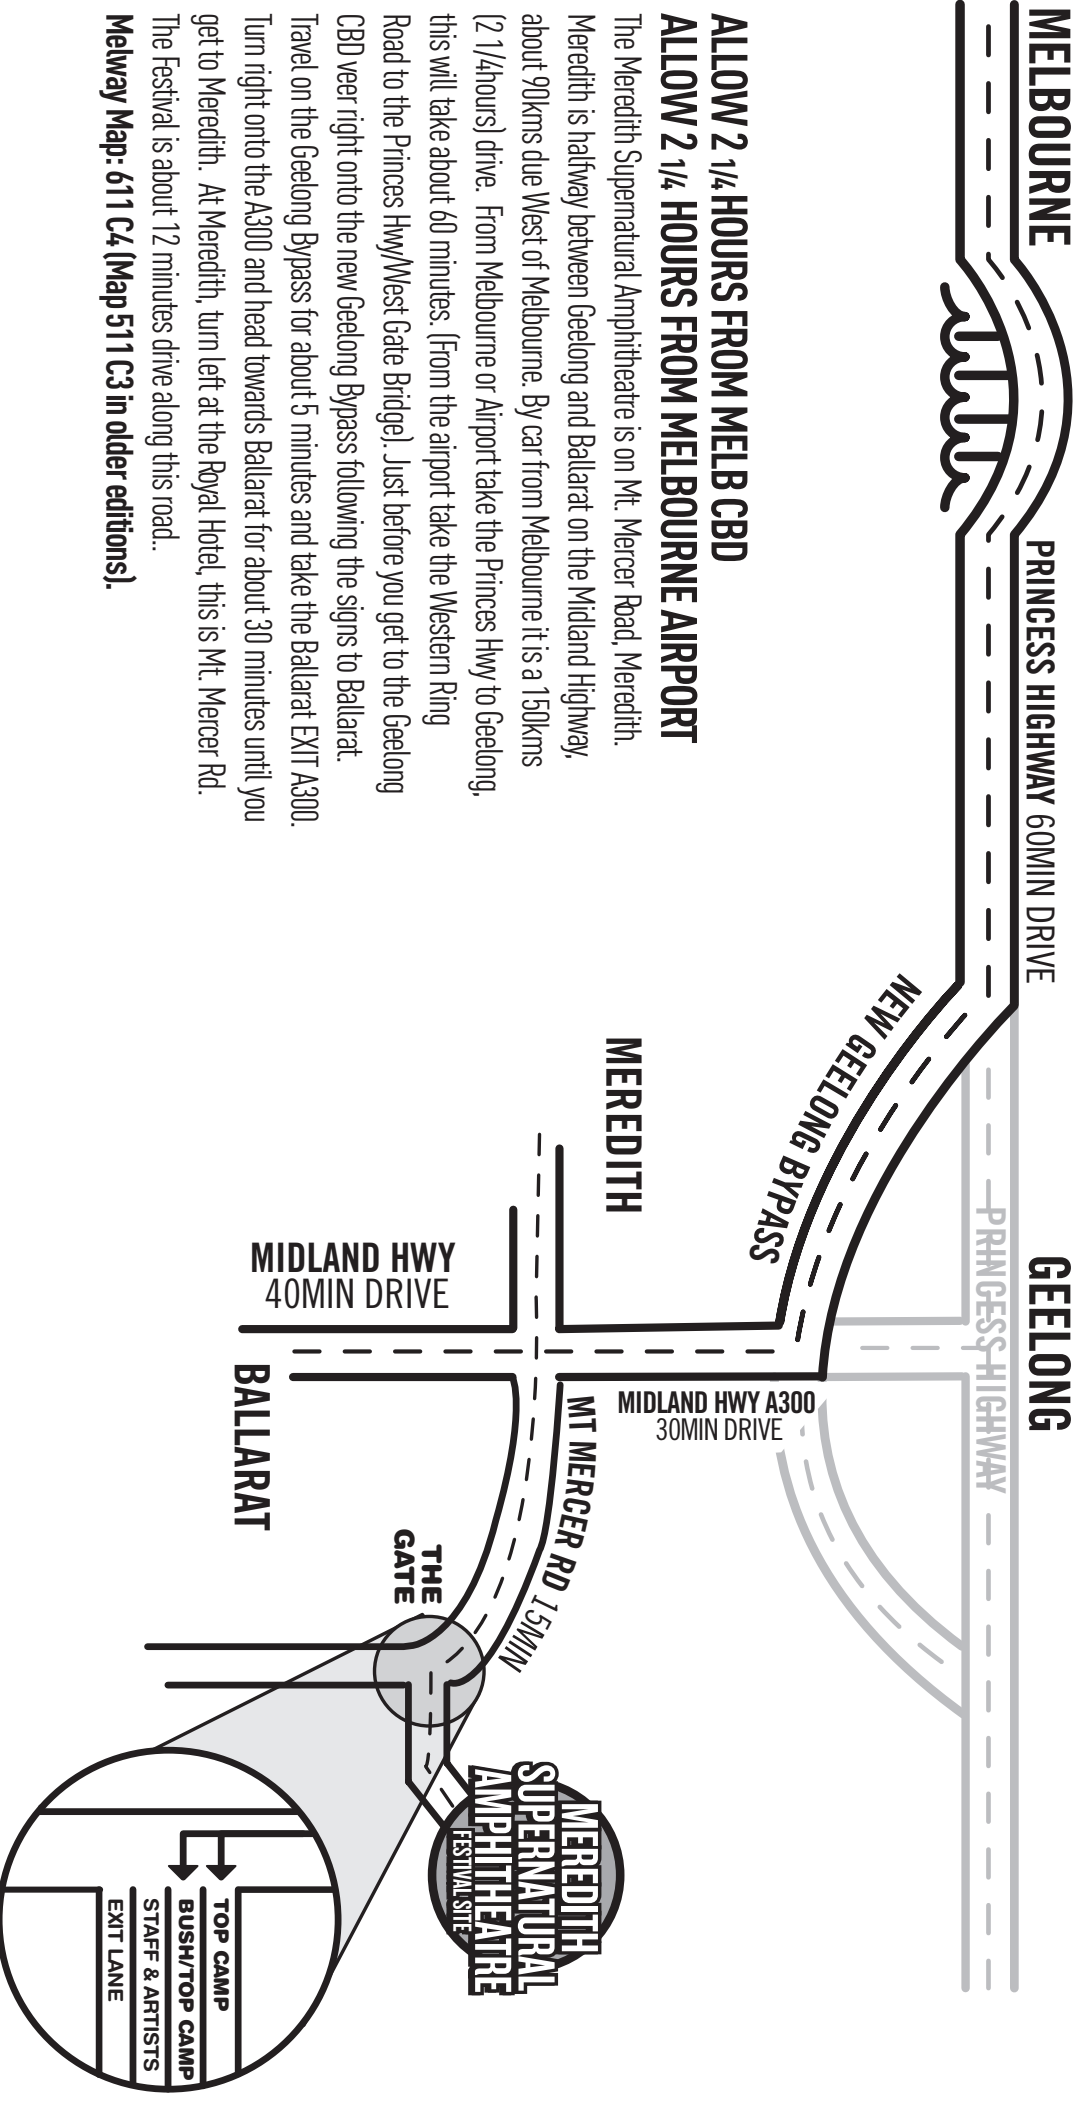 MELBOURNE
PRINCESS HIGHWAY 60MIN DRIVE
GEELONG
PRINCESS HIGHWAY
NEW GEELONG BYPASS
ALLOW 2 1/4 HOURS FROM MELB CBD
ALLOW 2 1/4 HOURS FROM MELBOURNE AIRPORT
The Meredith Supernatural Amphitheatre is on Mt. Mercer Road, Meredith.
Meredith is halfway between Geelong and Ballarat on the Midland Highway,
about 90kms due West of Melbourne. By car from Melbourne it is a 150kms
(2 1/4hours) drive. From Melbourne or Airport take the Princes Hwy to Geelong,
this will take about 60 minutes. (From the airport take the Western Ring
Road to the Princes Hwy/West Gate Bridge). Just before you get to the Geelong
CBD veer right onto the new Geelong Bypass following the signs to Ballarat.
Travel on the Geelong Bypass for about 5 minutes and take the Ballarat EXIT A300.
Turn right onto the A300 and head towards Ballarat for about 30 minutes until you
get to Meredith. At Meredith, turn left at the Royal Hotel, this is Mt. Mercer Rd.
The Festival is about 12 minutes drive along this road..
Melway Map: 611 C4 (Map 511 C3 in older editions).
MEREDITH
MIDLAND HWY A300
30MIN DRIVE
MIDLAND HWY
40MIN DRIVE
BALLARAT
MT MERCER RD 15MIN
THE
GATE
MEREDITH
SUPERNATURAL
AMPHITHEATRE
FESTIVAL SITE
TOP CAMP
BUSH/TOP CAMP
STAFF & ARTISTS
EXIT LANE